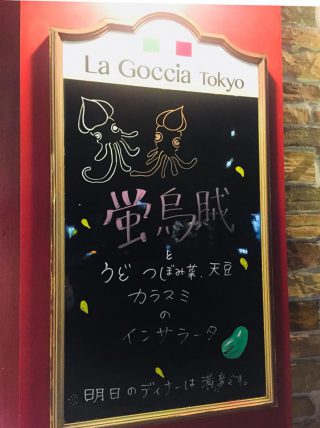 La Goccia Tokyo
蛍烏賊
と
うど つぼみ菜、天豆
カラスミ
の
インサラータ
※明日のディナーは満席です。